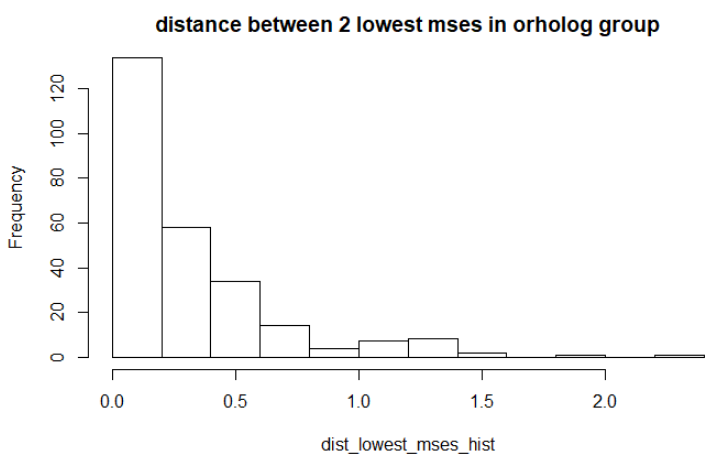 distance between 2 lowest mses in orholog group
Frequency
0 20 40 60 80 100 120
0.0 0.5 1.0 1.5 2.0
dist_lowest_mses_hist